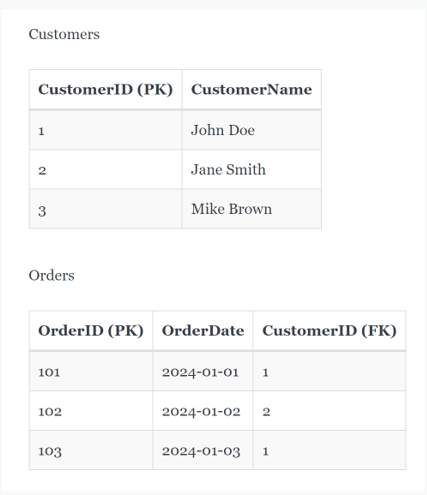 Customers
CustomerID (PK) CustomerName
1 John Doe
2 Jane Smith
3 Mike Brown
Orders
OrderID (PK) OrderDate CustomerID (FK)
101 2024-01-01 1
102 2024-01-02 2
103 2024-01-03 1